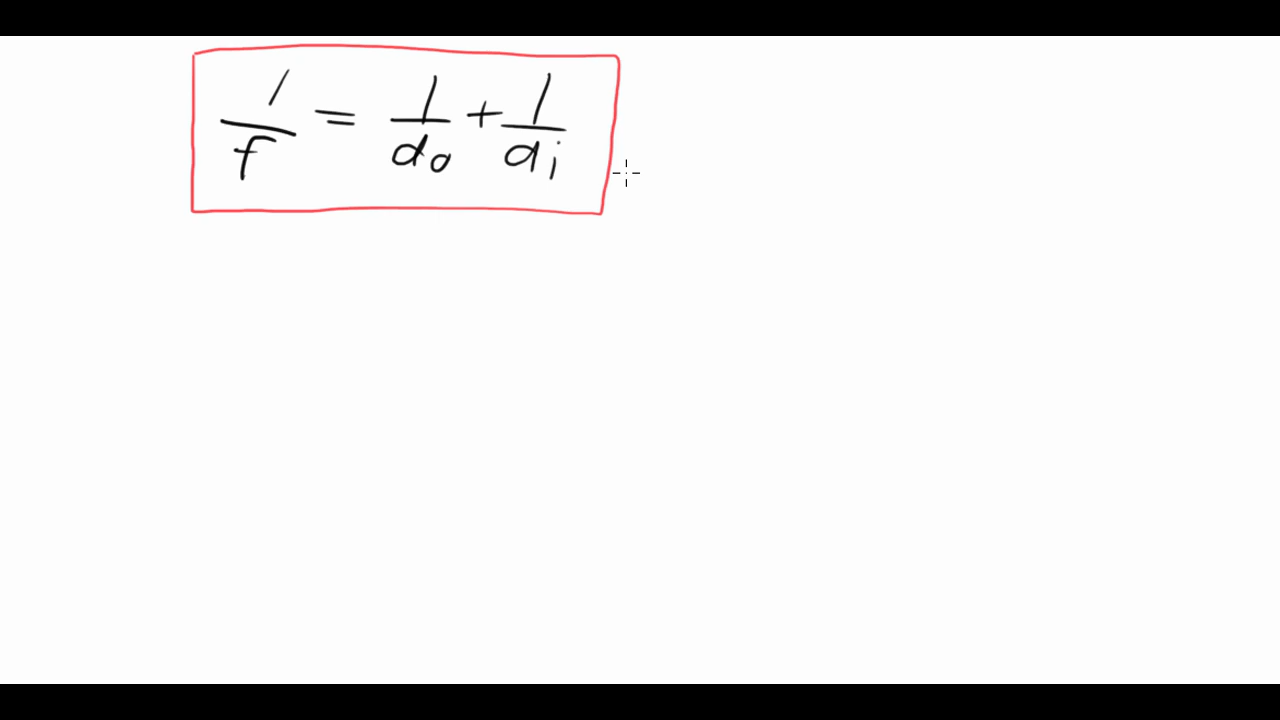 1/f = 1/do + 1/di